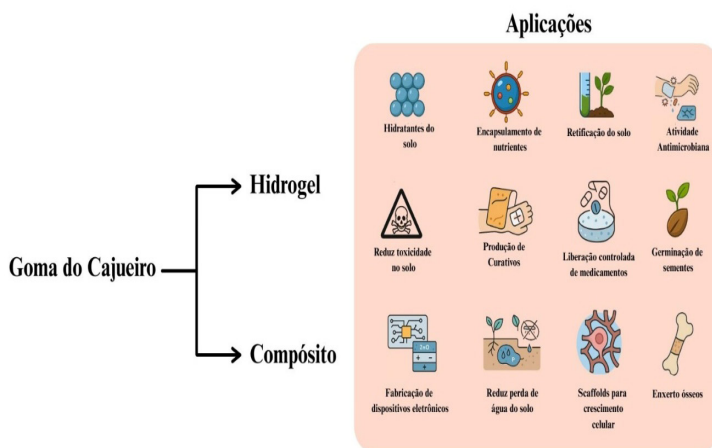 Aplicações
Hidratantes do
solo
Encapsulamento de
nutrientes
Retificação do solo
Atividade
Antimicrobiana
Hidrogel
Goma do Cajueiro
Compósito
Reduz toxicidade
no solo
Produção de
Curativos
Liberação controlada
de medicamentos
Germinação de
sementes
Fabricação de
dispositivos eletrônicos
Reduz perda de
água do solo
Scaffolds para
crescimento
celular
Enxerto ósseos